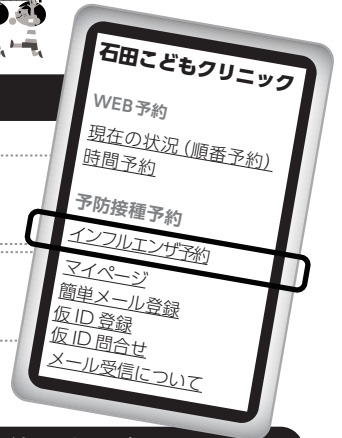 石田こどもクリニック
WEB予約
現在の状況（順番予約）
時間予約
予防接種予約
インフルエンザ予約
マイページ
簡単メール登録
仮ID登録
仮ID問合せ
メール受信について